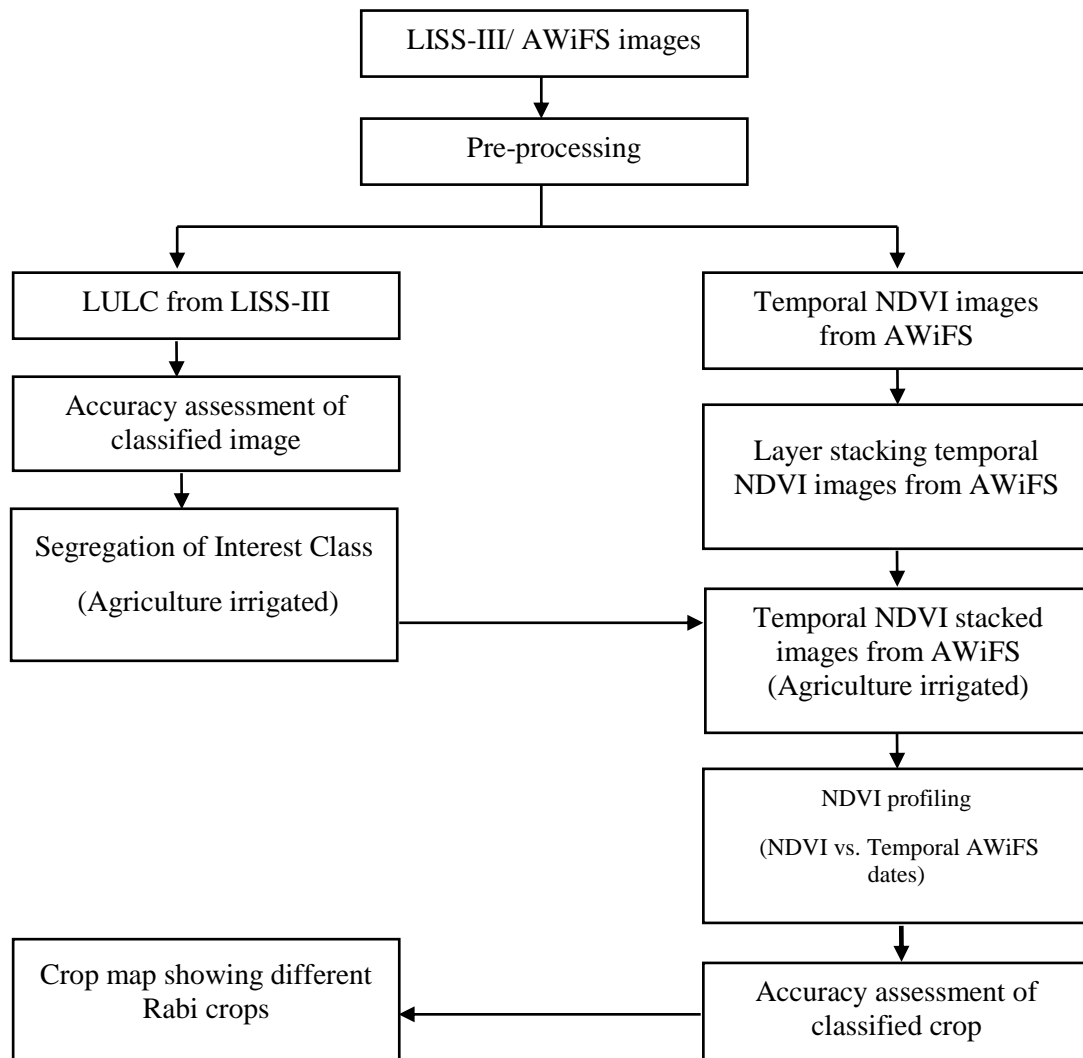 LISS-III/ AWiFS images
Pre-processing
LULC from LISS-III
Accuracy assessment of
classified image
Segregation of Interest Class
(Agriculture irrigated)
Temporal NDVI images
from AWiFS
Layer stacking temporal
NDVI images from AWiFS
Temporal NDVI stacked
images from AWiFS
(Agriculture irrigated)
NDVI profiling
(NDVI vs. Temporal AWiFS
dates)
Accuracy assessment of
classified crop
Crop map showing different
Rabi crops